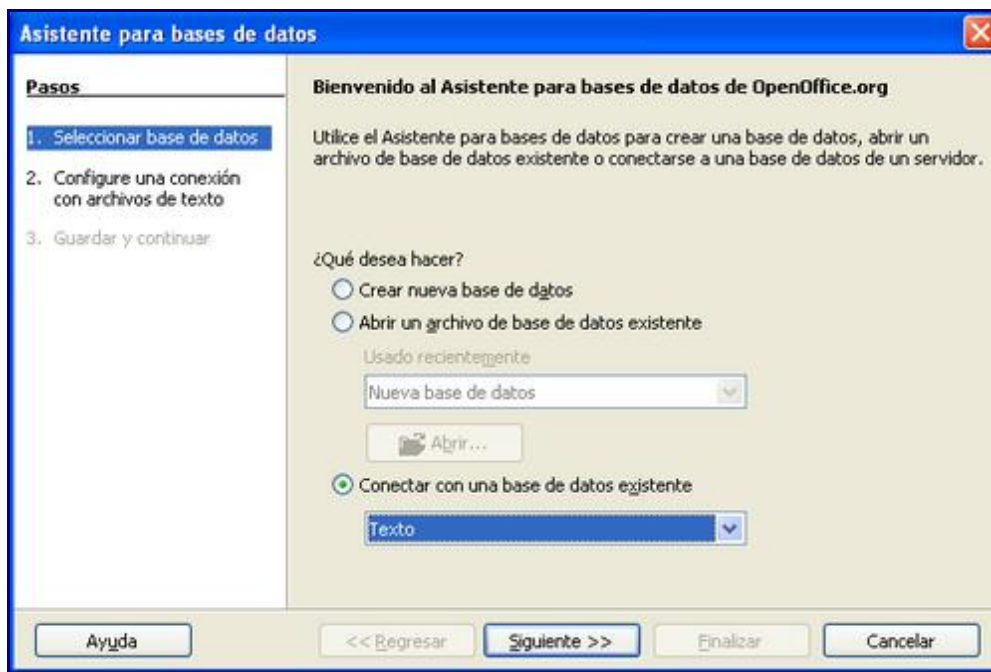 Asistente para bases de datos
Pasos
1. Seleccionar base de datos
2. Configure una conexión
con archivos de texto
3. Guardar y continuar
Bienvenido al Asistente para bases de datos de OpenOffice.org
Utilice el Asistente para bases de datos para crear una base de datos, abrir un
archivo de base de datos existente o conectarse a una base de datos de un servidor.
¿Qué desea hacer?
Crear nueva base de datos
Abrir un archivo de base de datos existente
Usado recientemente
Nueva base de datos
Abrir...
Conectar con una base de datos existente
Texto
Ayuda
<< Regresar
Siguiente >>
Finalizar
Cancelar